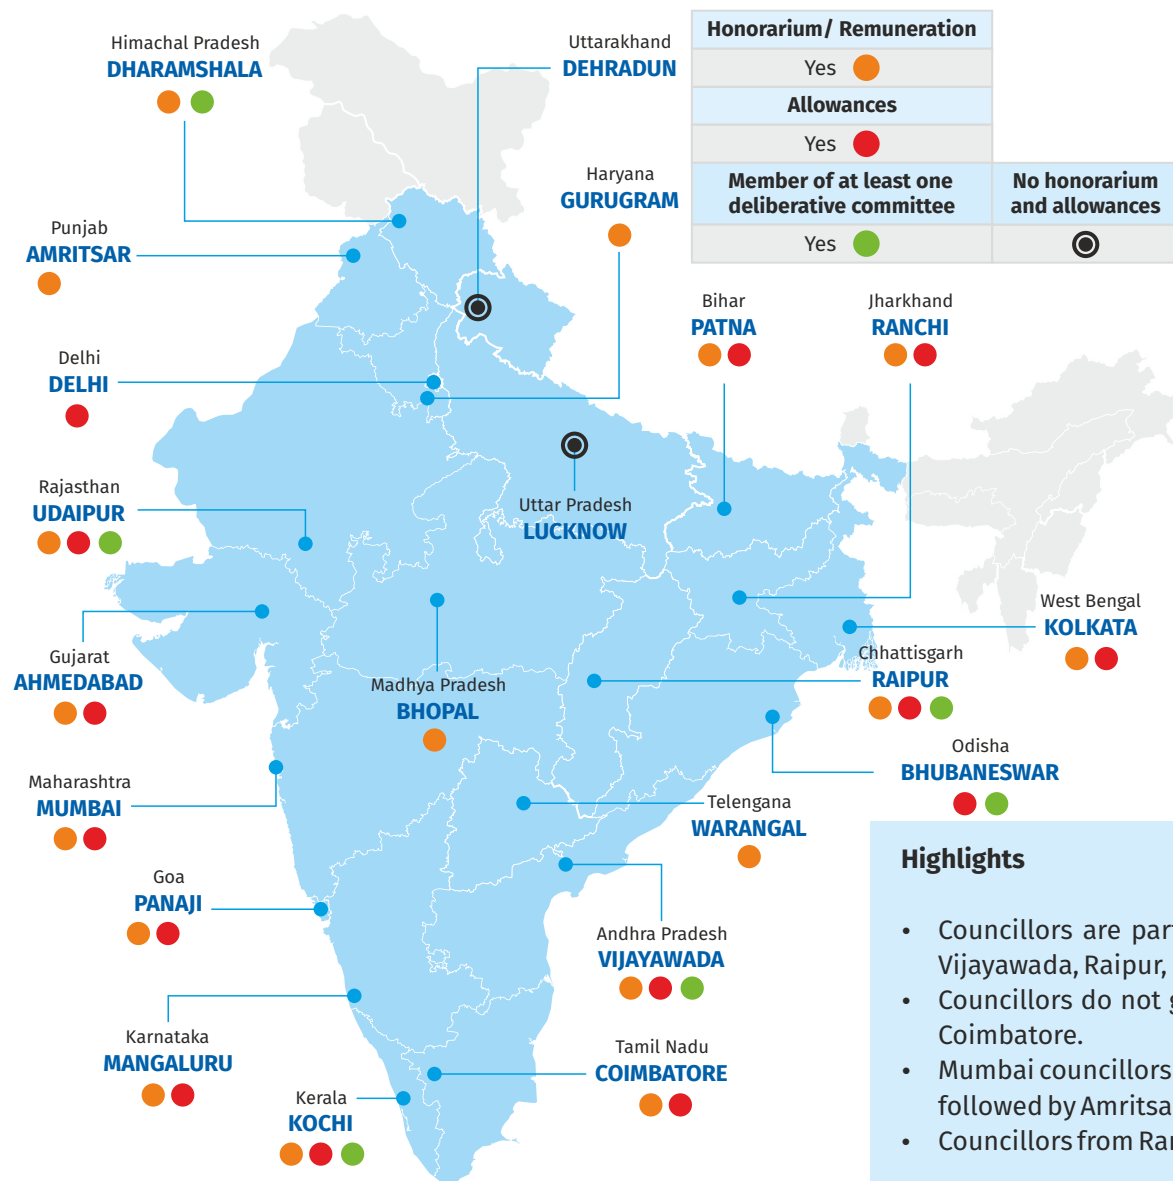 Himachal Pradesh
DHARAMSHALA
Uttarakhand
DEHRADUN
Honorarium/ Remuneration
Yes
Allowances
Yes
Member of at least one
deliberative committee
Yes
No honorarium
and allowances
Haryana
GURUGRAM
Punjab
AMRITSAR
Bihar
PATNA
Jharkhand
RANCHI
Delhi
DELHI
Rajasthan
UDAIPUR
Uttar Pradesh
LUCKNOW
West Bengal
KOLKATA
Gujarat
AHMEDABAD
Madhya Pradesh
BHOPAL
Chhattisgarh
RAIPUR
Odisha
BHUBANESWAR
Maharashtra
MUMBAI
Telengana
WARANGAL
Goa
PANAJI
Andhra Pradesh
VIJAYAWADA
Karnataka
MANGALURU
Tamil Nadu
COIMBATORE
Kerala
KOCHI
Highlights
• Councillors are par
Vijayawada, Raipur,
• Councillors do not
Coimbatore.
• Mumbai councillors
followed by Amritsa
• Councillors from Ran